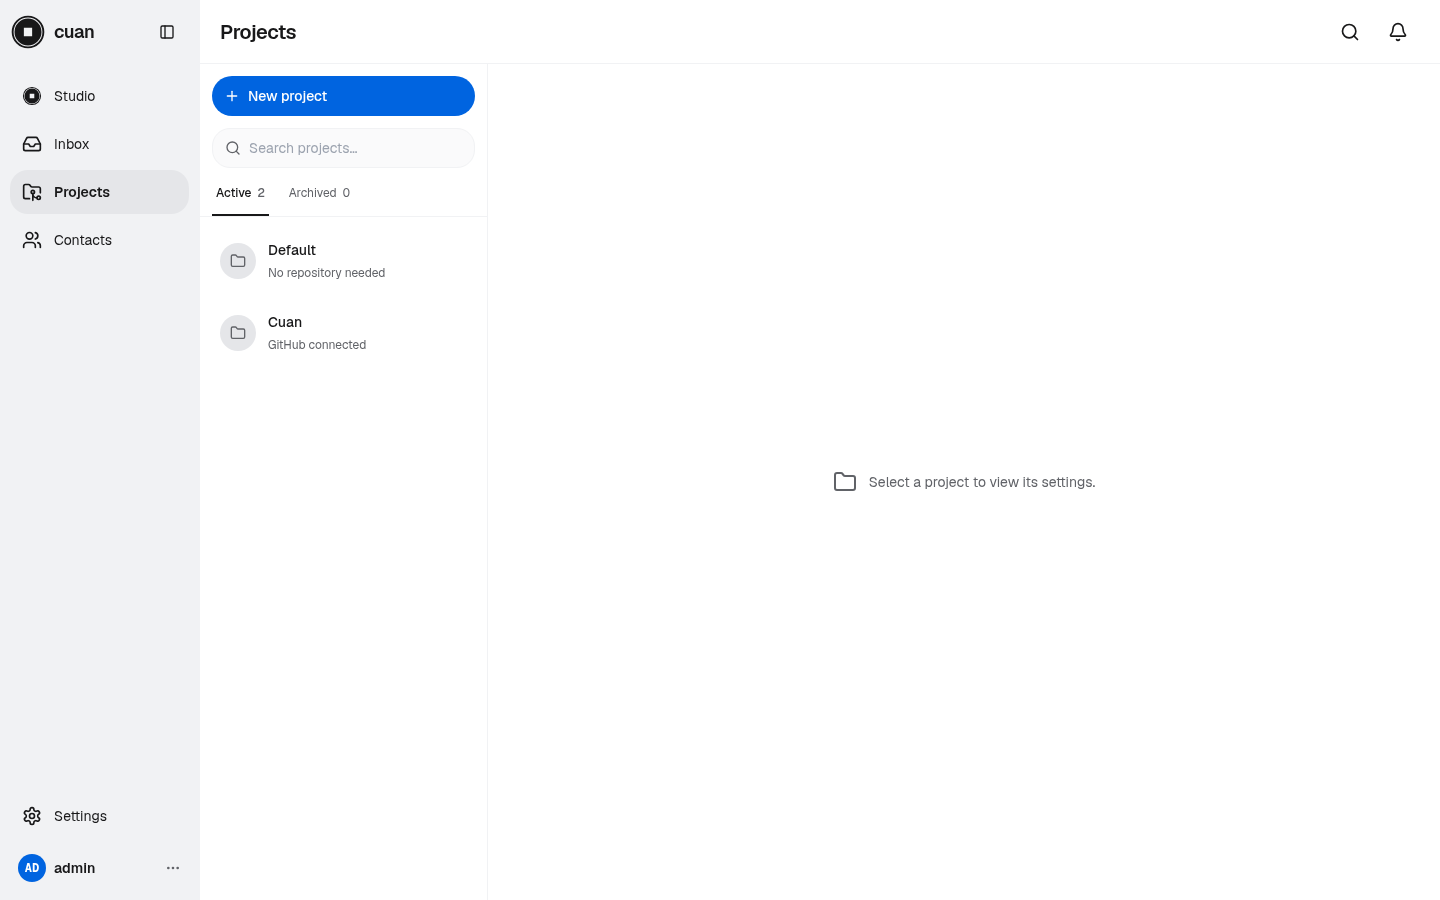 cuan
Projects
Studio
Inbox
Projects
Contacts
Settings
AD
admin
New project
Search projects...
Active 2
Archived 0
Default
No repository needed
Cuan
GitHub connected
Select a project to view its settings.